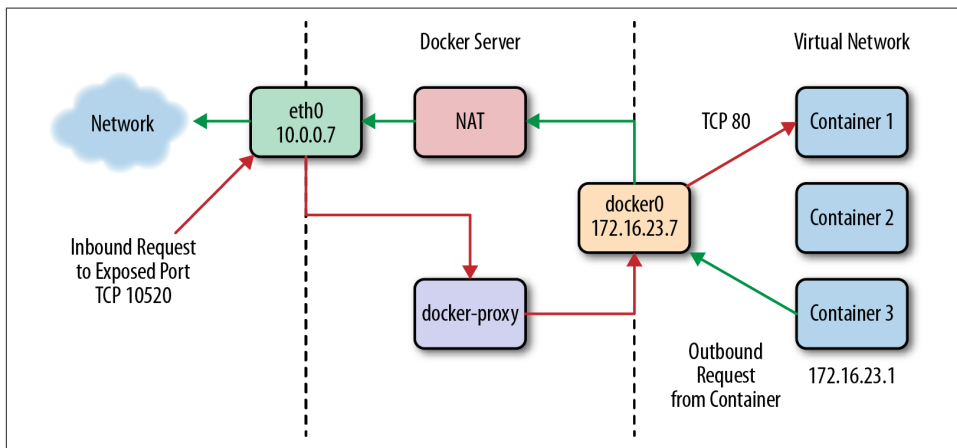 Docker Server
Virtual Network
Network
eth0
10.0.0.7
NAT
TCP 80
Container 1
docker0
172.16.23.7
Container 2
Inbound Request
to Exposed Port
TCP 10520
docker-proxy
Container 3
Outbound
Request
from Container
172.16.23.1